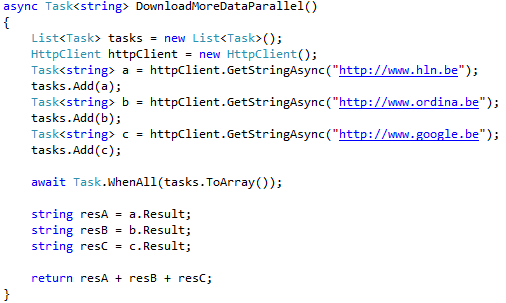 async Task<string> DownloadMoreDataParallel()
{
    List<Task> tasks = new List<Task>();
    HttpClient httpClient = new HttpClient();
    Task<string> a = httpClient.GetStringAsync("http://www.hln.be");
    tasks.Add(a);
    Task<string> b = httpClient.GetStringAsync("http://www.ordina.be");
    tasks.Add(b);
    Task<string> c = httpClient.GetStringAsync("http://www.google.be");
    tasks.Add(c);

    await Task.WhenAll(tasks.ToArray());

    string resA = a.Result;
    string resB = b.Result;
    string resC = c.Result;

    return resA + resB + resC;
}